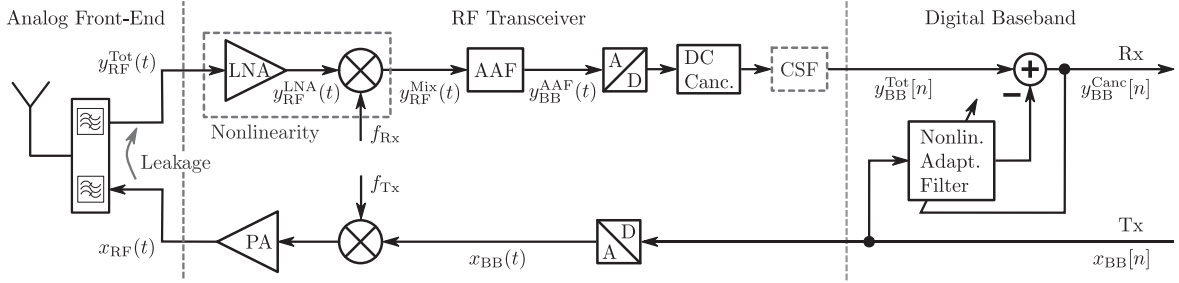 Analog Front-End
RF Transceiver
Digital Baseband
y_RF^Tot(t)
LNA
y_RF^LNA(t)
y_RF^Mix(t)
AAF
y_BB^AAF(t)
A
D
DC
Canc.
CSF
y_BB^Tot[n]
+
−
Rx
y_BB^Canc[n]
Nonlinearity
f_Rx
Leakage
Nonlin.
Adapt.
Filter
f_Tx
x_RF(t)
PA
x_BB(t)
D
A
Tx
x_BB[n]